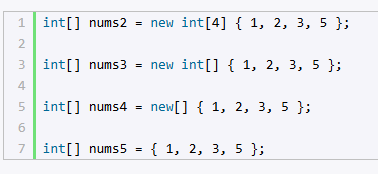 1 int[] nums2 = new int[4] { 1, 2, 3, 5 };
2
3 int[] nums3 = new int[] { 1, 2, 3, 5 };
4
5 int[] nums4 = new[] { 1, 2, 3, 5 };
6
7 int[] nums5 = { 1, 2, 3, 5 };